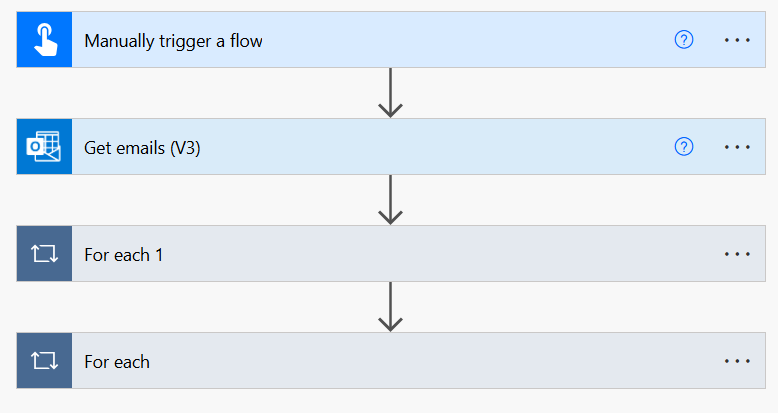 Manually trigger a flow
?
...
O
Get emails (V3)
?
...
For each 1
...
For each
...